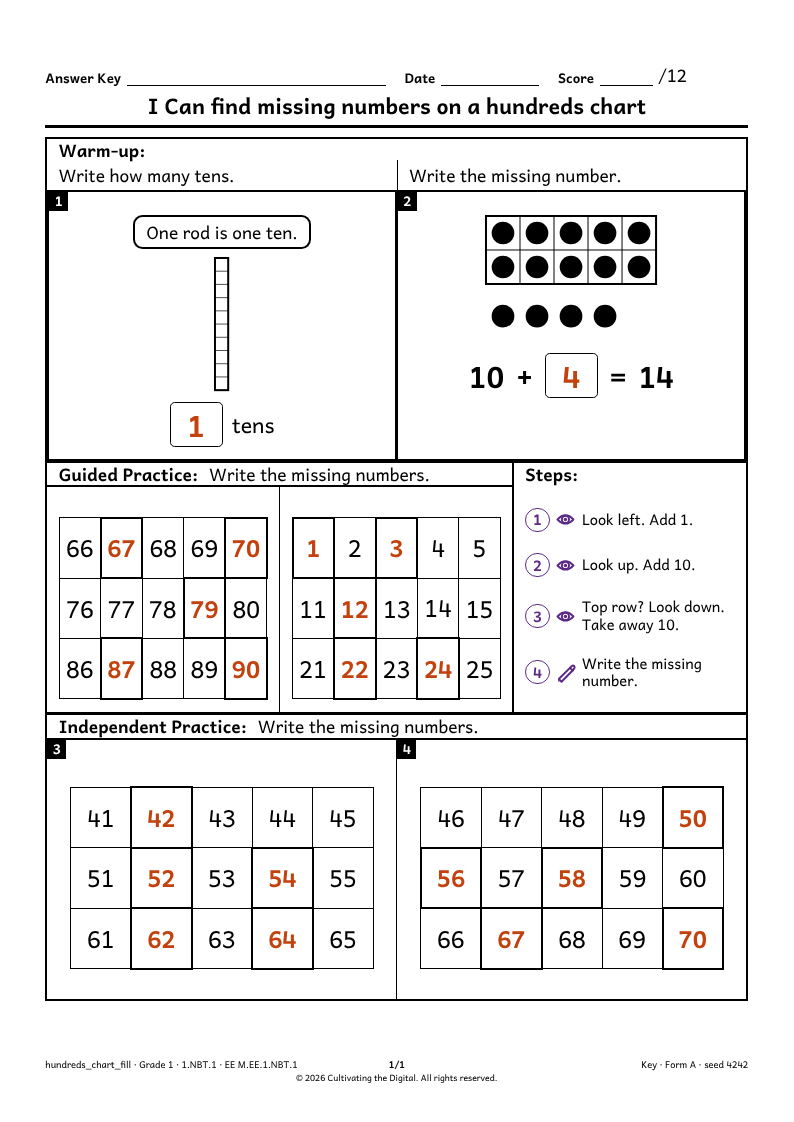 Answer Key Date Score /12
I Can find missing numbers on a hundreds chart
Warm-up:
Write how many tens. Write the missing number.
1
One rod is one ten.
1 tens
2
10 + 4 = 14
Guided Practice: Write the missing numbers.
66 67 68 69 70
76 77 78 79 80
86 87 88 89 90
1 2 3 4 5
11 12 13 14 15
21 22 23 24 25
Steps:
1 Look left. Add 1.
2 Look up. Add 10.
3 Top row? Look down.
Take away 10.
4 Write the missing
number.
Independent Practice: Write the missing numbers.
3
41 42 43 44 45
51 52 53 54 55
61 62 63 64 65
4
46 47 48 49 50
56 57 58 59 60
66 67 68 69 70
hundreds_chart_fill · Grade 1 · 1.NBT.1 · EE M.EE.1.NBT.1 1/1 Key · Form A · seed 4242
© 2026 Cultivating the Digital. All rights reserved.